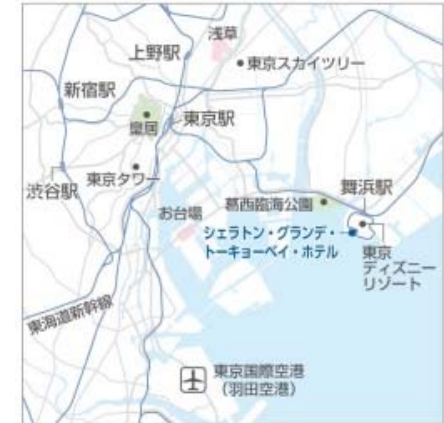 浅草
上野駅
東京スカイツリー
新宿駅
皇居
東京駅
東京タワー
渋谷駅
お台場
葛西臨海公園
舞浜駅
シェラトン・グランデ・
トーキョーベイ・ホテル
東京
ディズニー
リゾート
東海道新幹線
東京国際空港
（羽田空港）